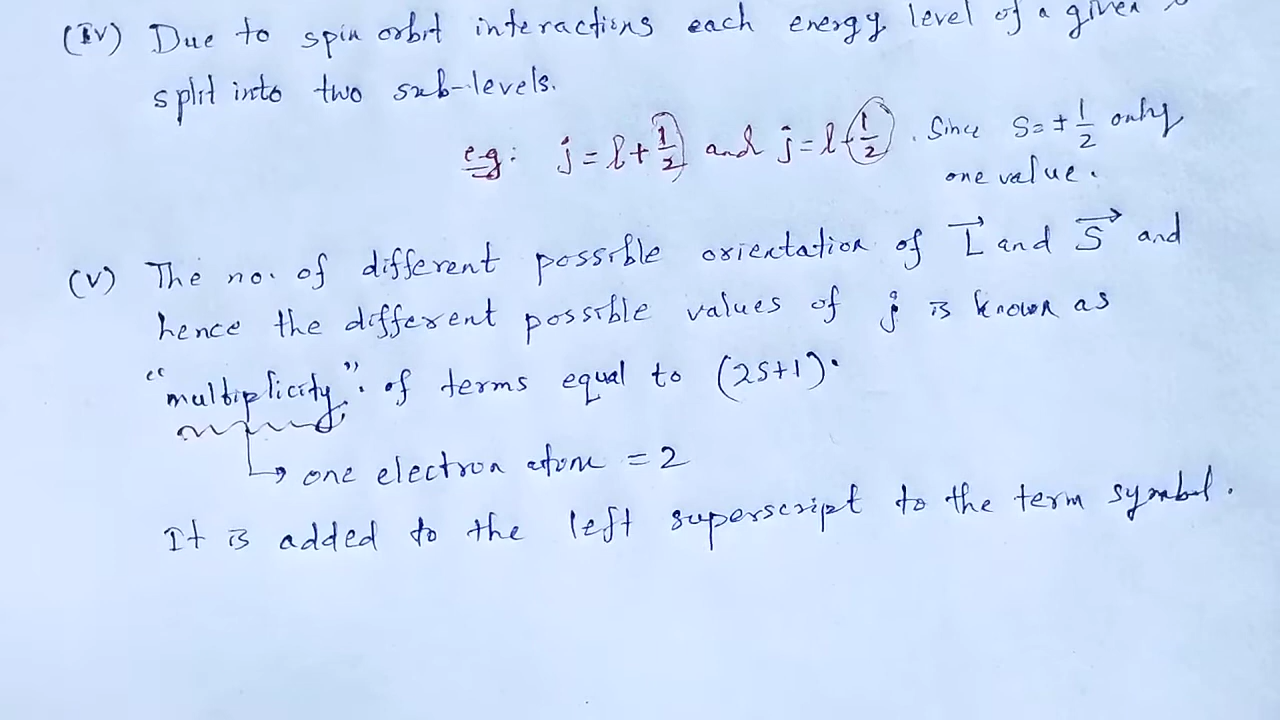 (IV) Due to spin orbit interactions each energy level of a given
split into two sub-levels.
e.g: j = l + 1/2 and j = l - 1/2 . Since S = ± 1/2 only
one value.
(V) The no. of different possible orientation of L⃗ and S⃗ and
hence the different possible values of j is known as
"multiplicity". of terms equal to (2S+1).
↳ one electron atom = 2
It is added to the left superscript to the term symbol.